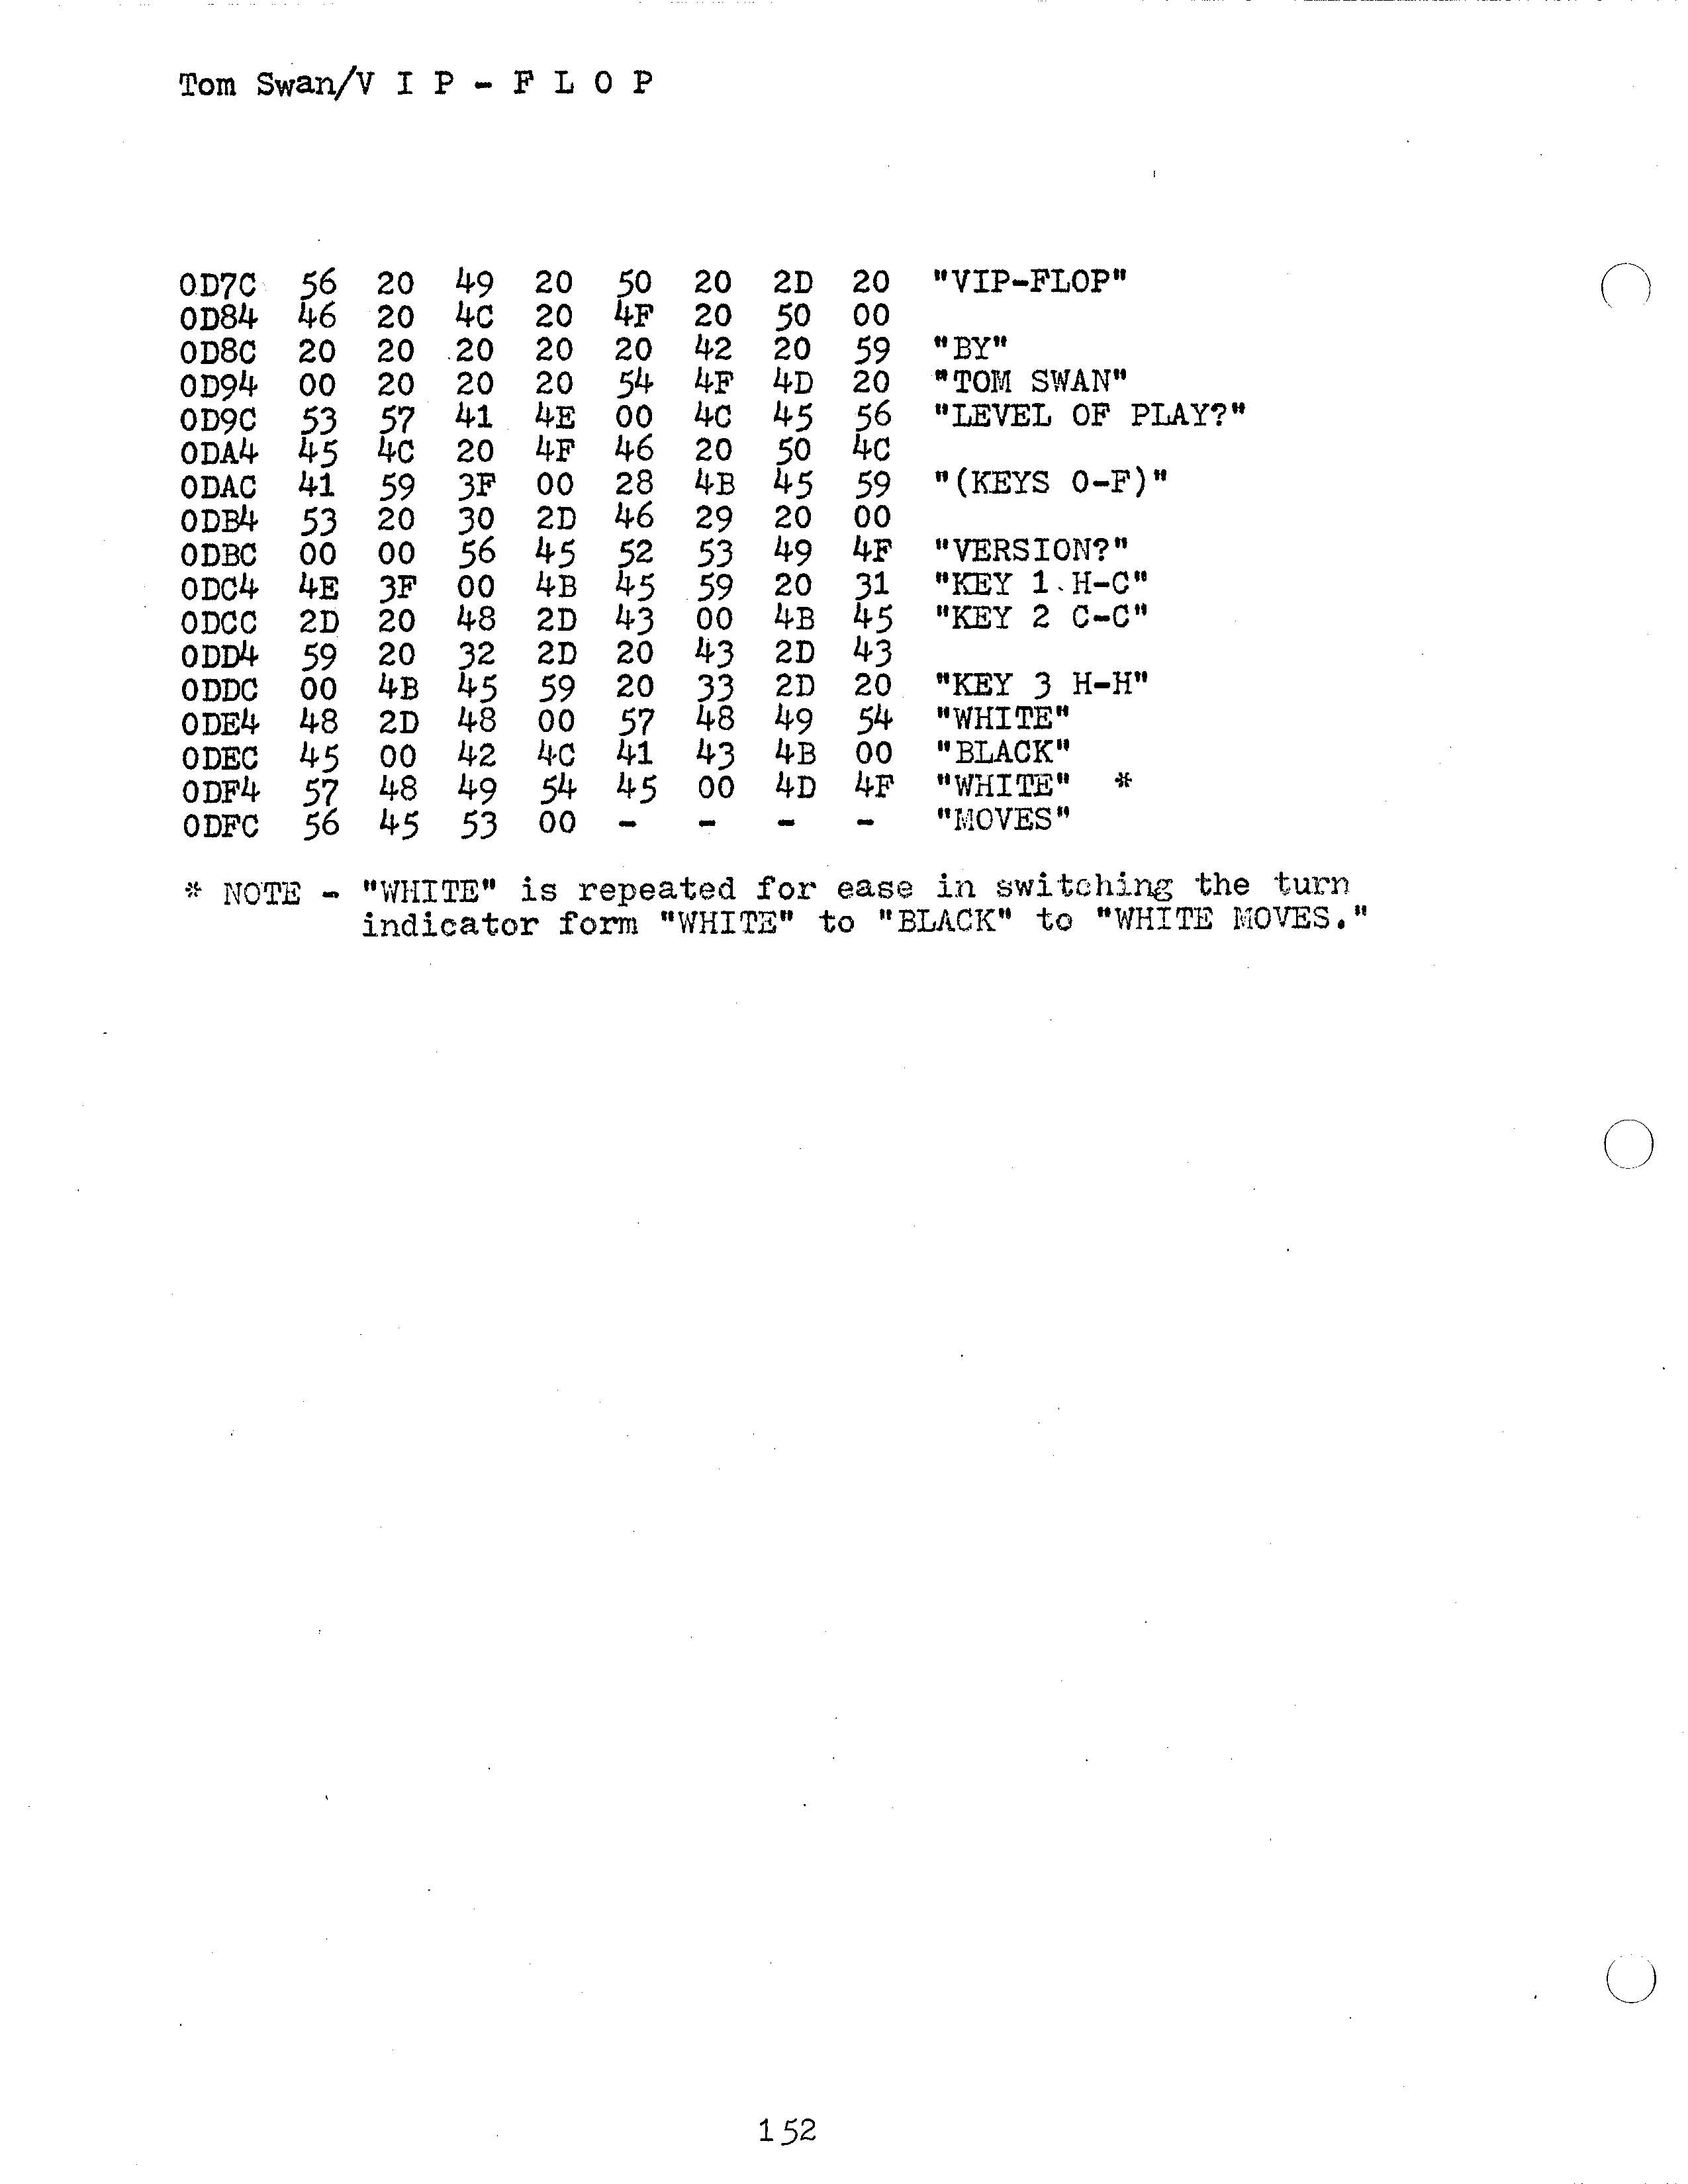 Tom Swan/V I P - F L O P
0D7C 56 20 49 20 50 20 2D 20 "VIP-FLOP"
0D84 46 20 4C 20 4F 20 50 00
0D8C 20 20 20 20 20 42 20 59 "BY"
0D94 00 20 20 20 54 4F 4D 20 "TOM SWAN"
0D9C 53 57 41 4E 00 4C 45 56 "LEVEL OF PLAY?"
0DA4 45 4C 20 4F 46 20 50 4C
0DAC 41 59 3F 00 28 4B 45 59 "(KEYS 0-F)"
0DB4 53 20 30 2D 46 29 20 00
0DBC 00 00 56 45 52 53 49 4F "VERSION?"
0DC4 4E 3F 00 4B 45 59 20 31 "KEY 1 H-C"
0DCC 2D 20 48 2D 43 00 4B 45 "KEY 2 C-C"
0DD4 59 20 32 2D 20 43 2D 43
0DDC 00 4B 45 59 20 33 2D 20 "KEY 3 H-H"
0DE4 48 2D 48 00 57 48 49 54 "WHITE"
0DEC 45 00 42 4C 41 43 4B 00 "BLACK"
0DF4 57 48 49 54 45 00 4D 4F "WHITE" *
0DFC 56 45 53 00 - - - - "MOVES"
* NOTE - "WHITE" is repeated for ease in switching the turn
indicator form "WHITE" to "BLACK" to "WHITE MOVES."
152